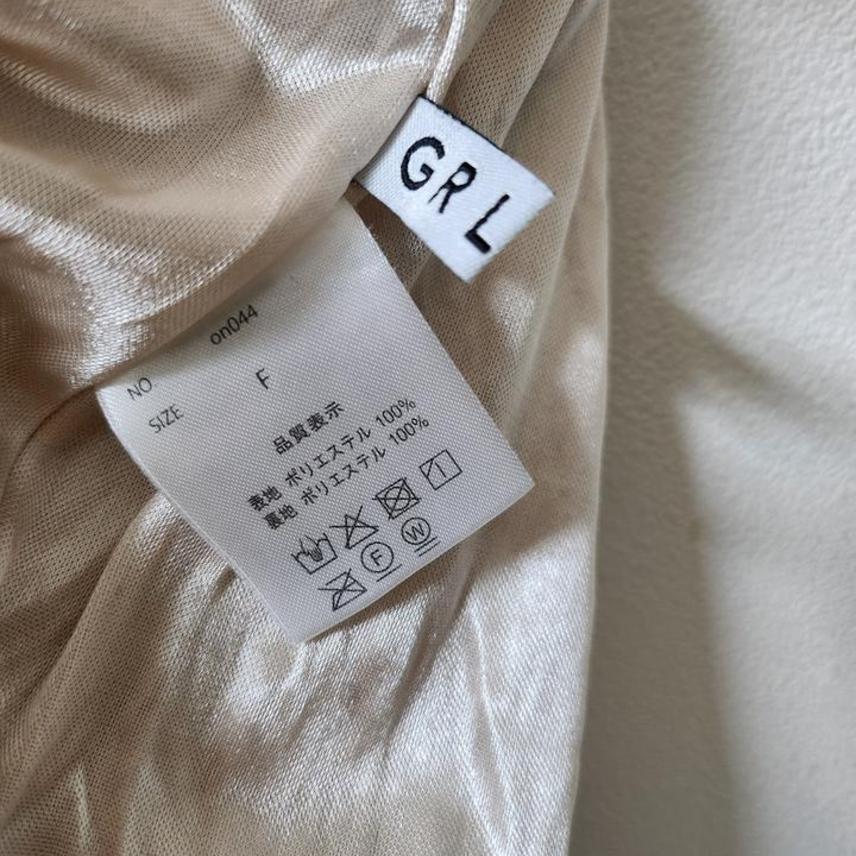 GRL
NO. on044
SIZE F
品質表示
表地 ポリエステル 100%
裏地 ポリエステル 100%
1
F W